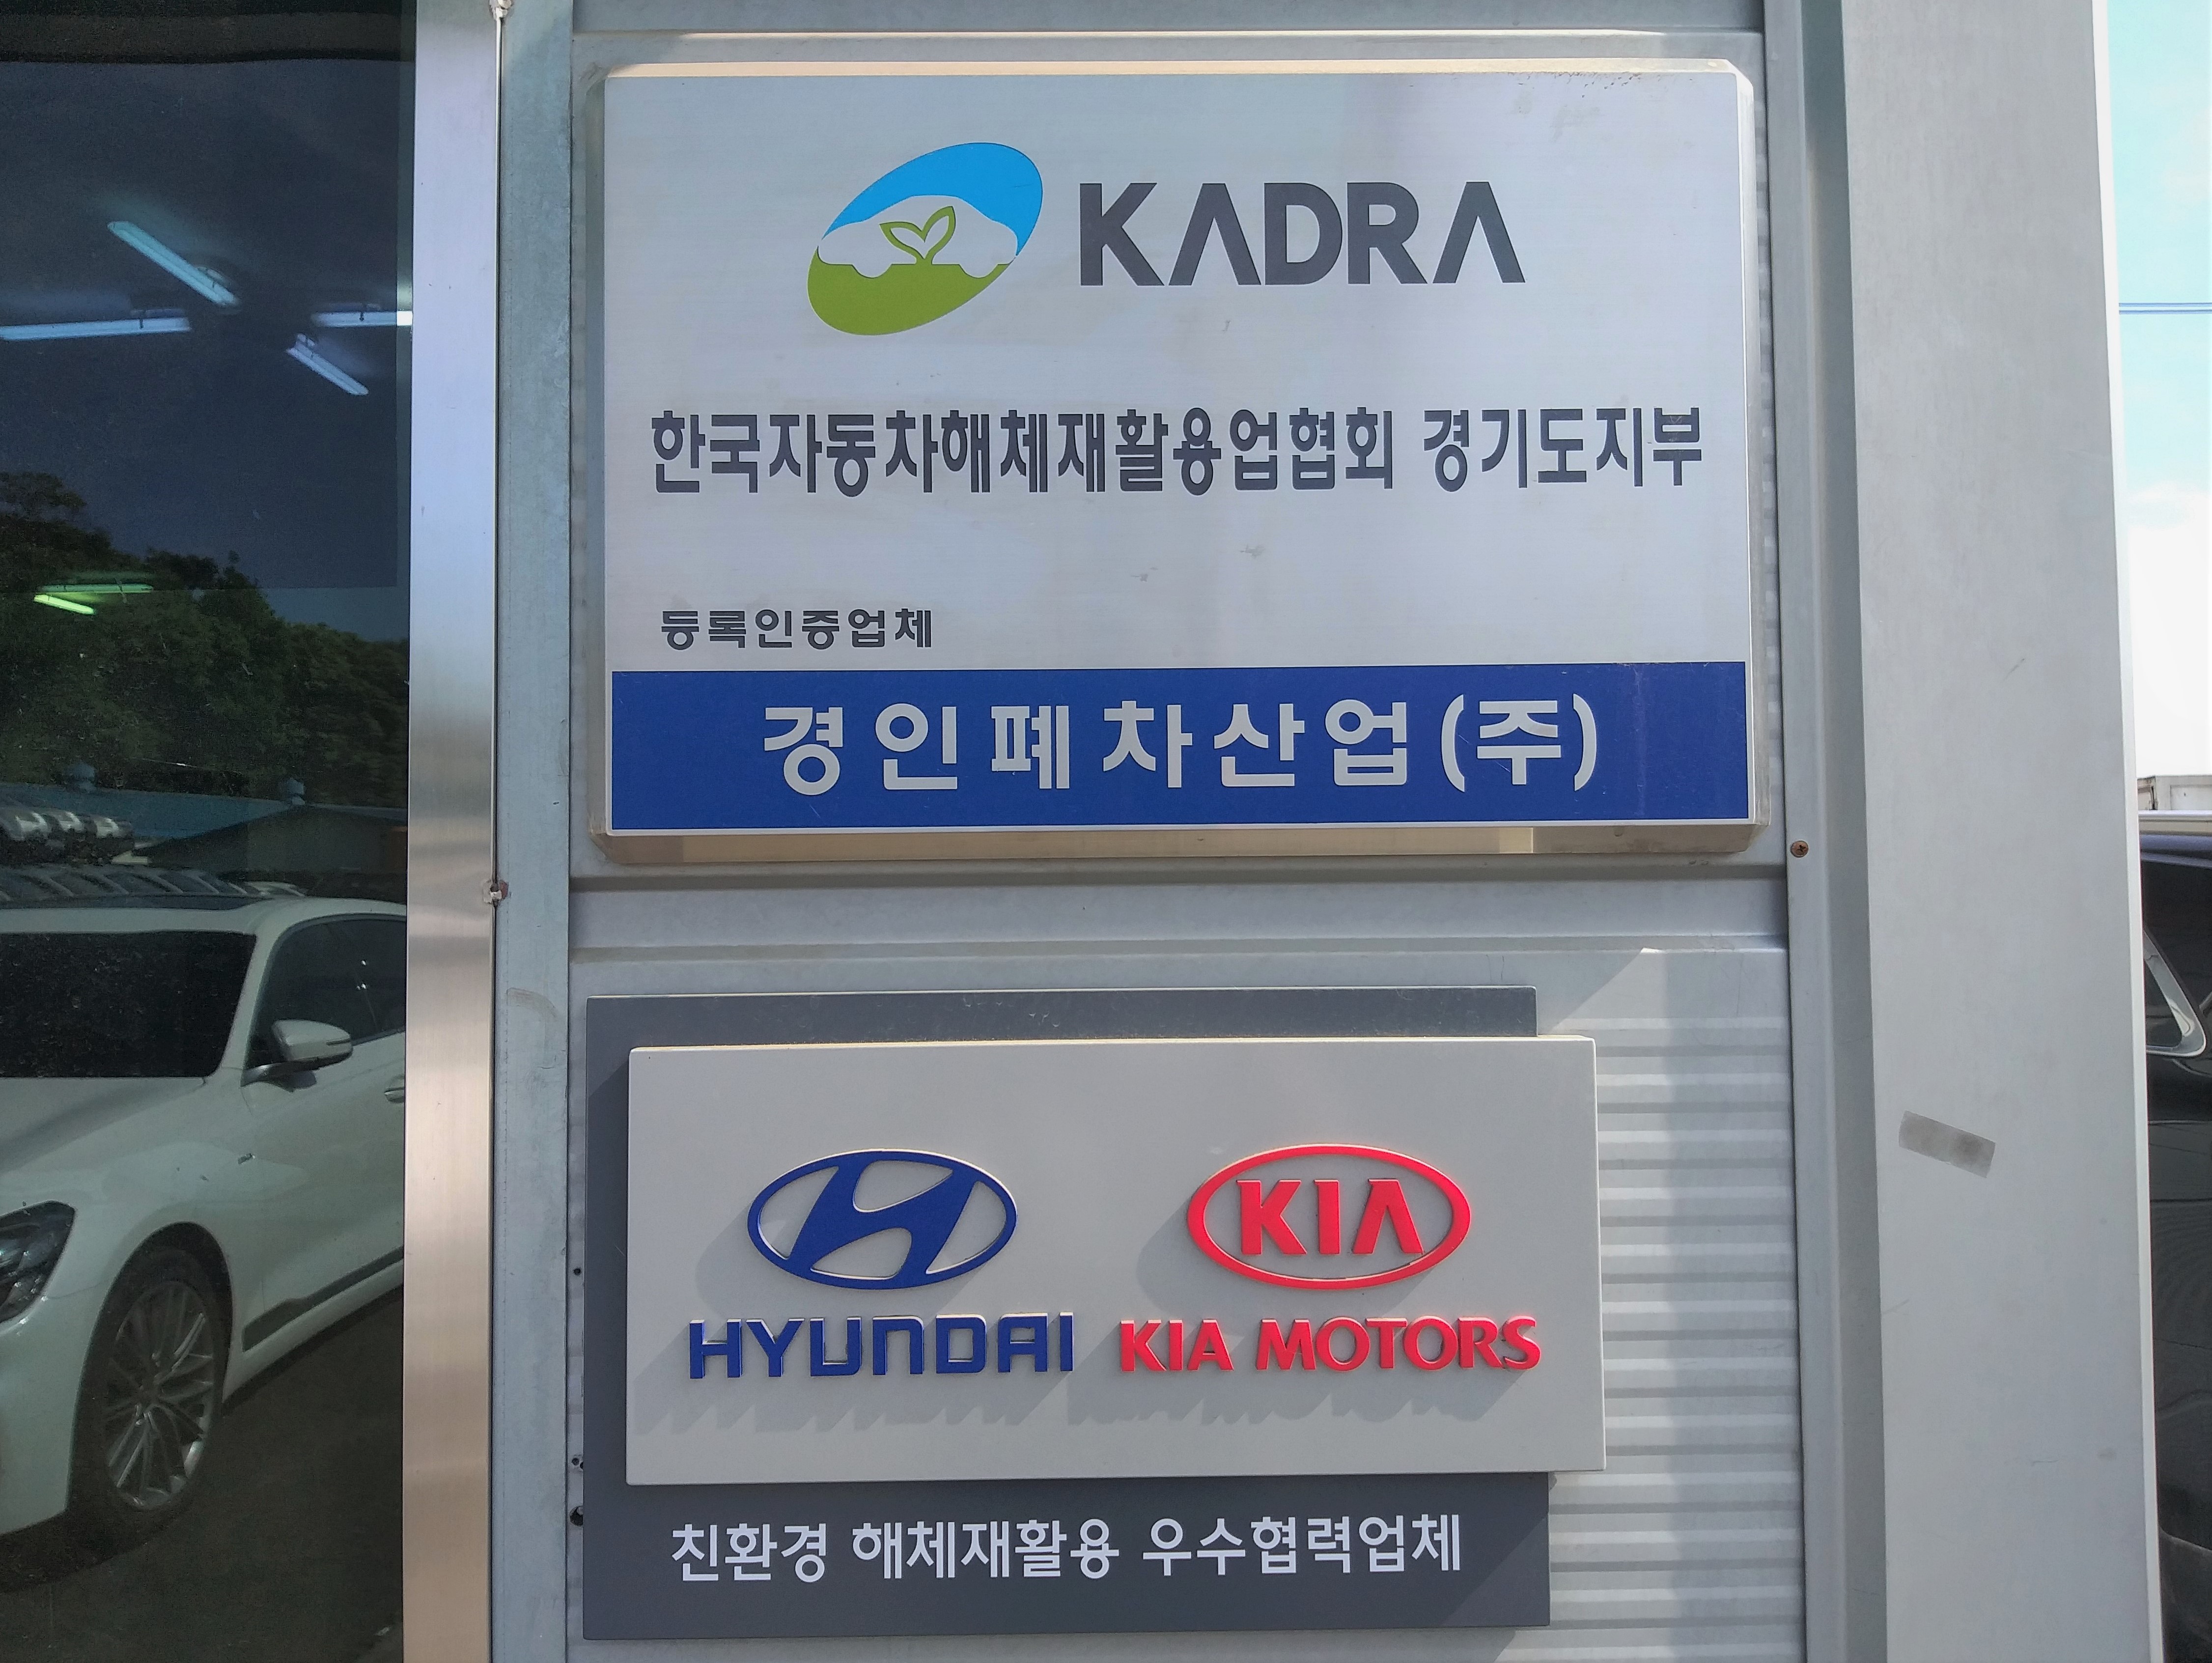 KADRA
한국자동차해체재활용업협회 경기도지부
등록인증업체
경인폐차산업(주)
KIA
HYUNDAI KIA MOTORS
친환경 해체재활용 우수협력업체